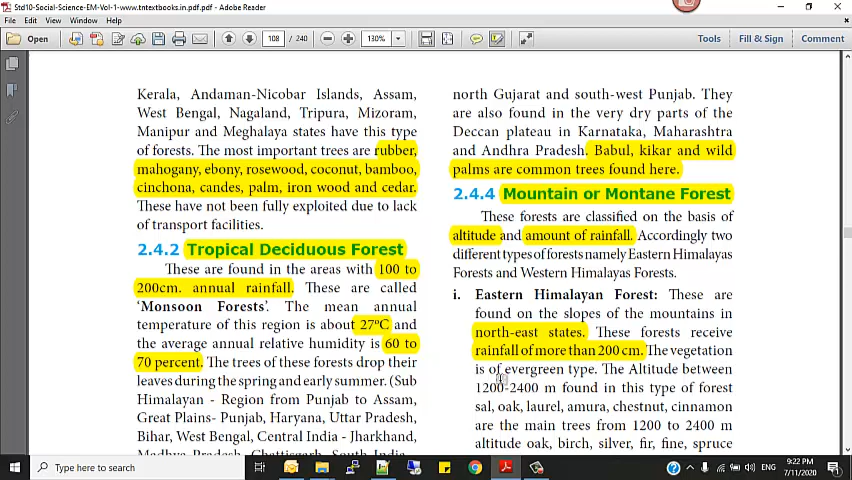 Std10-Social-Science-EM-Vol-1-www.tntextbooks.in.pdf.pdf - Adobe Reader
File Edit View Window Help
Open 108 / 240 130% Tools Fill & Sign Comment
Kerala, Andaman-Nicobar Islands, Assam,
West Bengal, Nagaland, Tripura, Mizoram,
Manipur and Meghalaya states have this type
of forests. The most important trees are rubber,
mahogany, ebony, rosewood, coconut, bamboo,
cinchona, candes, palm, iron wood and cedar.
These have not been fully exploited due to lack
of transport facilities.
2.4.2 Tropical Deciduous Forest
These are found in the areas with 100 to
200cm. annual rainfall. These are called
‘Monsoon Forests’. The mean annual
temperature of this region is about 27°C and
the average annual relative humidity is 60 to
70 percent. The trees of these forests drop their
leaves during the spring and early summer. (Sub
Himalayan - Region from Punjab to Assam,
Great Plains- Punjab, Haryana, Uttar Pradesh,
Bihar, West Bengal, Central India - Jharkhand,
Madhya Pradesh, Chattisgarh, South India
north Gujarat and south-west Punjab. They
are also found in the very dry parts of the
Deccan plateau in Karnataka, Maharashtra
and Andhra Pradesh. Babul, kikar and wild
palms are common trees found here.
2.4.4 Mountain or Montane Forest
These forests are classified on the basis of
altitude and amount of rainfall. Accordingly two
different types of forests namely Eastern Himalayas
Forests and Western Himalayas Forests.
i. Eastern Himalayan Forest: These are
found on the slopes of the mountains in
north-east states. These forests receive
rainfall of more than 200 cm. The vegetation
is of evergreen type. The Altitude between
1200-2400 m found in this type of forest
sal, oak, laurel, amura, chestnut, cinnamon
are the main trees from 1200 to 2400 m
altitude oak, birch, silver, fir, fine, spruce
Type here to search
ENG
9:22 PM
7/11/2020